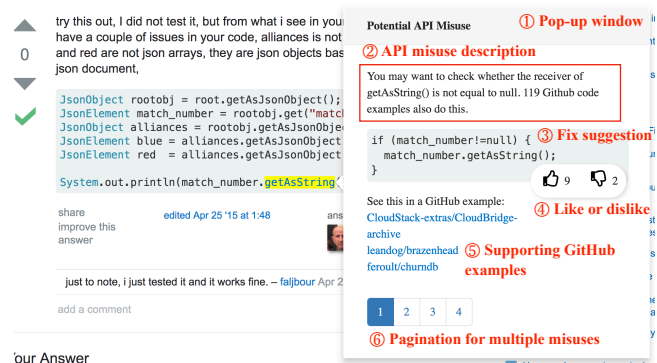 try this out, I did not test it, but from what i see in your
have a couple of issues in your code, alliances is not
and red are not json arrays, they are json objects bas
json document,
0
JsonObject rootobj = root.getAsJsonObject();
JsonElement match_number = rootobj.get("matc
JsonObject alliances = rootobj.getAsJsonObjec
JsonElement blue = alliances.getAsJsonObject
JsonElement red  = alliances.getAsJsonObject
System.out.println(match_number.getAsString(
share
improve this
answer
edited Apr 25 '15 at 1:48
ans
just to note, i just tested it and it works fine. – faljbour Apr 2
add a comment
our Answer
Potential API Misuse
① Pop-up window
② API misuse description
You may want to check whether the receiver of
getAsString() is not equal to null. 119 Github code
examples also do this.
if (match_number!=null) {
③ Fix suggestion
match_number.getAsString();
}
9
2
See this in a GitHub example:
④ Like or dislike
CloudStack-extras/CloudBridge-
archive
leandog/brazenhead
⑤ Supporting GitHub
examples
feroult/churndb
1 2 3 4
⑥ Pagination for multiple misuses